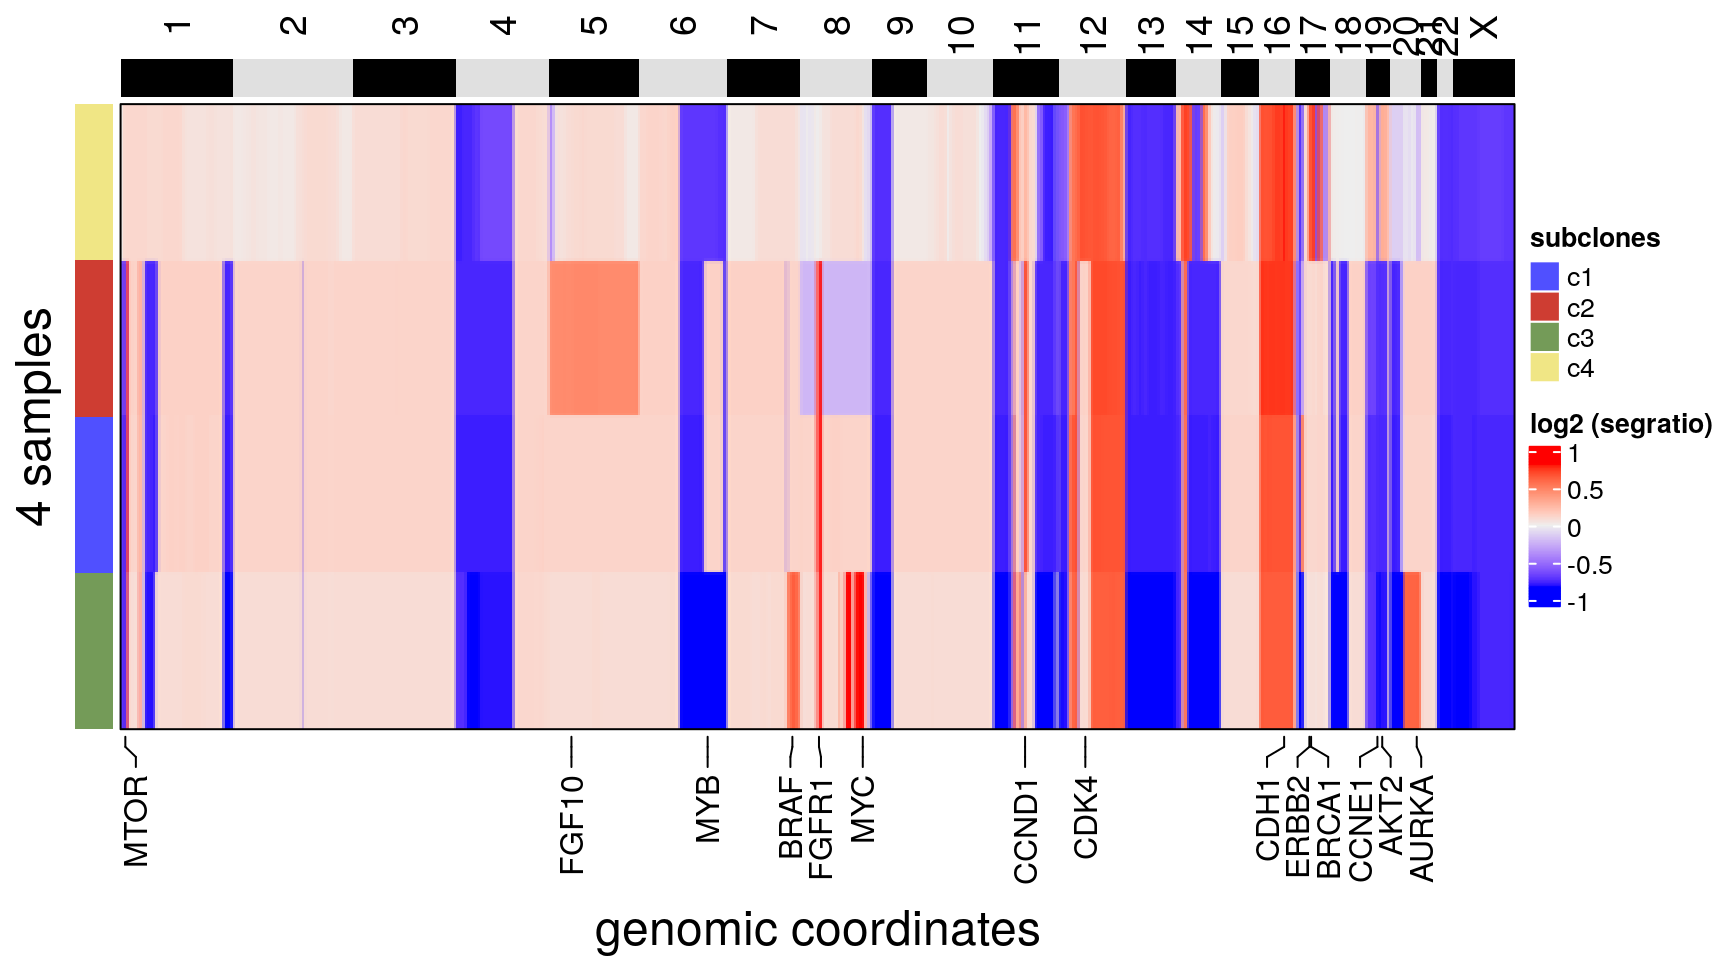 1 2 3 4 5 6 7 8 9 10 11 12 13 14 15 16 17 18 19 20 21 22 X
4 samples
subclones
c1
c2
c3
c4
log2 (segratio)
1
0.5
0
-0.5
-1
MTOR FGF10 MYB BRAF FGFR1 MYC CCND1 CDK4 CDH1 ERBB2 BRCA1 CCNE1 AKT2 AURKA
genomic coordinates